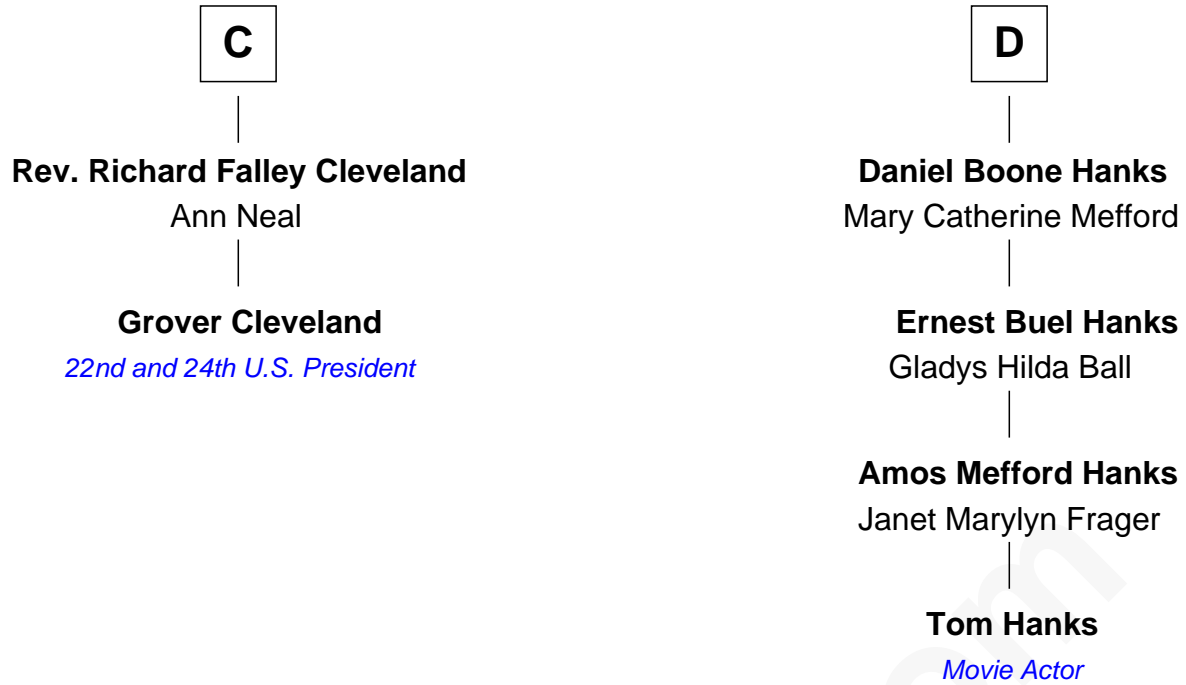 C
Rev. Richard Falley Cleveland
Ann Neal
Grover Cleveland
22nd and 24th U.S. President
D
Daniel Boone Hanks
Mary Catherine Mefford
Ernest Buel Hanks
Gladys Hilda Ball
Amos Mefford Hanks
Janet Marylyn Frager
Tom Hanks
Movie Actor
om